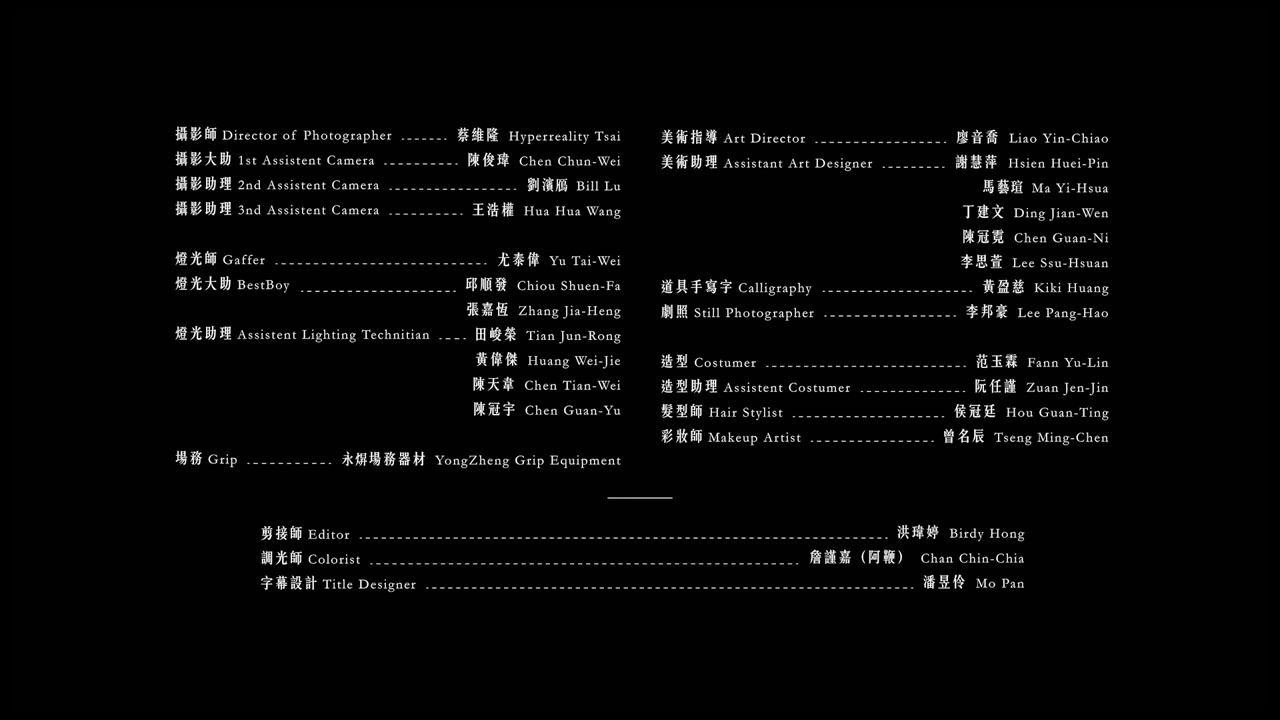 攝影師 Director of Photographer 蔡維隆 Hyperreality Tsai
攝影大助 1st Assistent Camera 陳俊瑋 Chen Chun-Wei
攝影助理 2nd Assistent Camera 劉濱鴈 Bill Lu
攝影助理 3nd Assistent Camera 王浩權 Hua Hua Wang
燈光師 Gaffer 尤泰偉 Yu Tai-Wei
燈光大助 BestBoy 邱順發 Chiou Shuen-Fa
張嘉恆 Zhang Jia-Heng
燈光助理 Assistent Lighting Technitian 田峻榮 Tian Jun-Rong
黃偉傑 Huang Wei-Jie
陳天韋 Chen Tian-Wei
陳冠宇 Chen Guan-Yu
場務 Grip 永焺場務器材 YongZheng Grip Equipment
美術指導 Art Director 廖音喬 Liao Yin-Chiao
美術助理 Assistant Art Designer 謝慧萍 Hsien Huei-Pin
馬藝瑄 Ma Yi-Hsua
丁建文 Ding Jian-Wen
陳冠霓 Chen Guan-Ni
李思萱 Lee Ssu-Hsuan
道具手寫字 Calligraphy 黃盈慈 Kiki Huang
劇照 Still Photographer 李邦豪 Lee Pang-Hao
造型 Costumer 范玉霖 Fann Yu-Lin
造型助理 Assistent Costumer 阮任謹 Zuan Jen-Jin
髮型師 Hair Stylist 侯冠廷 Hou Guan-Ting
彩妝師 Makeup Artist 曾名辰 Tseng Ming-Chen
剪接師 Editor 洪瑋婷 Birdy Hong
調光師 Colorist 詹謹嘉（阿鞭） Chan Chin-Chia
字幕設計 Title Designer 潘昱伶 Mo Pan